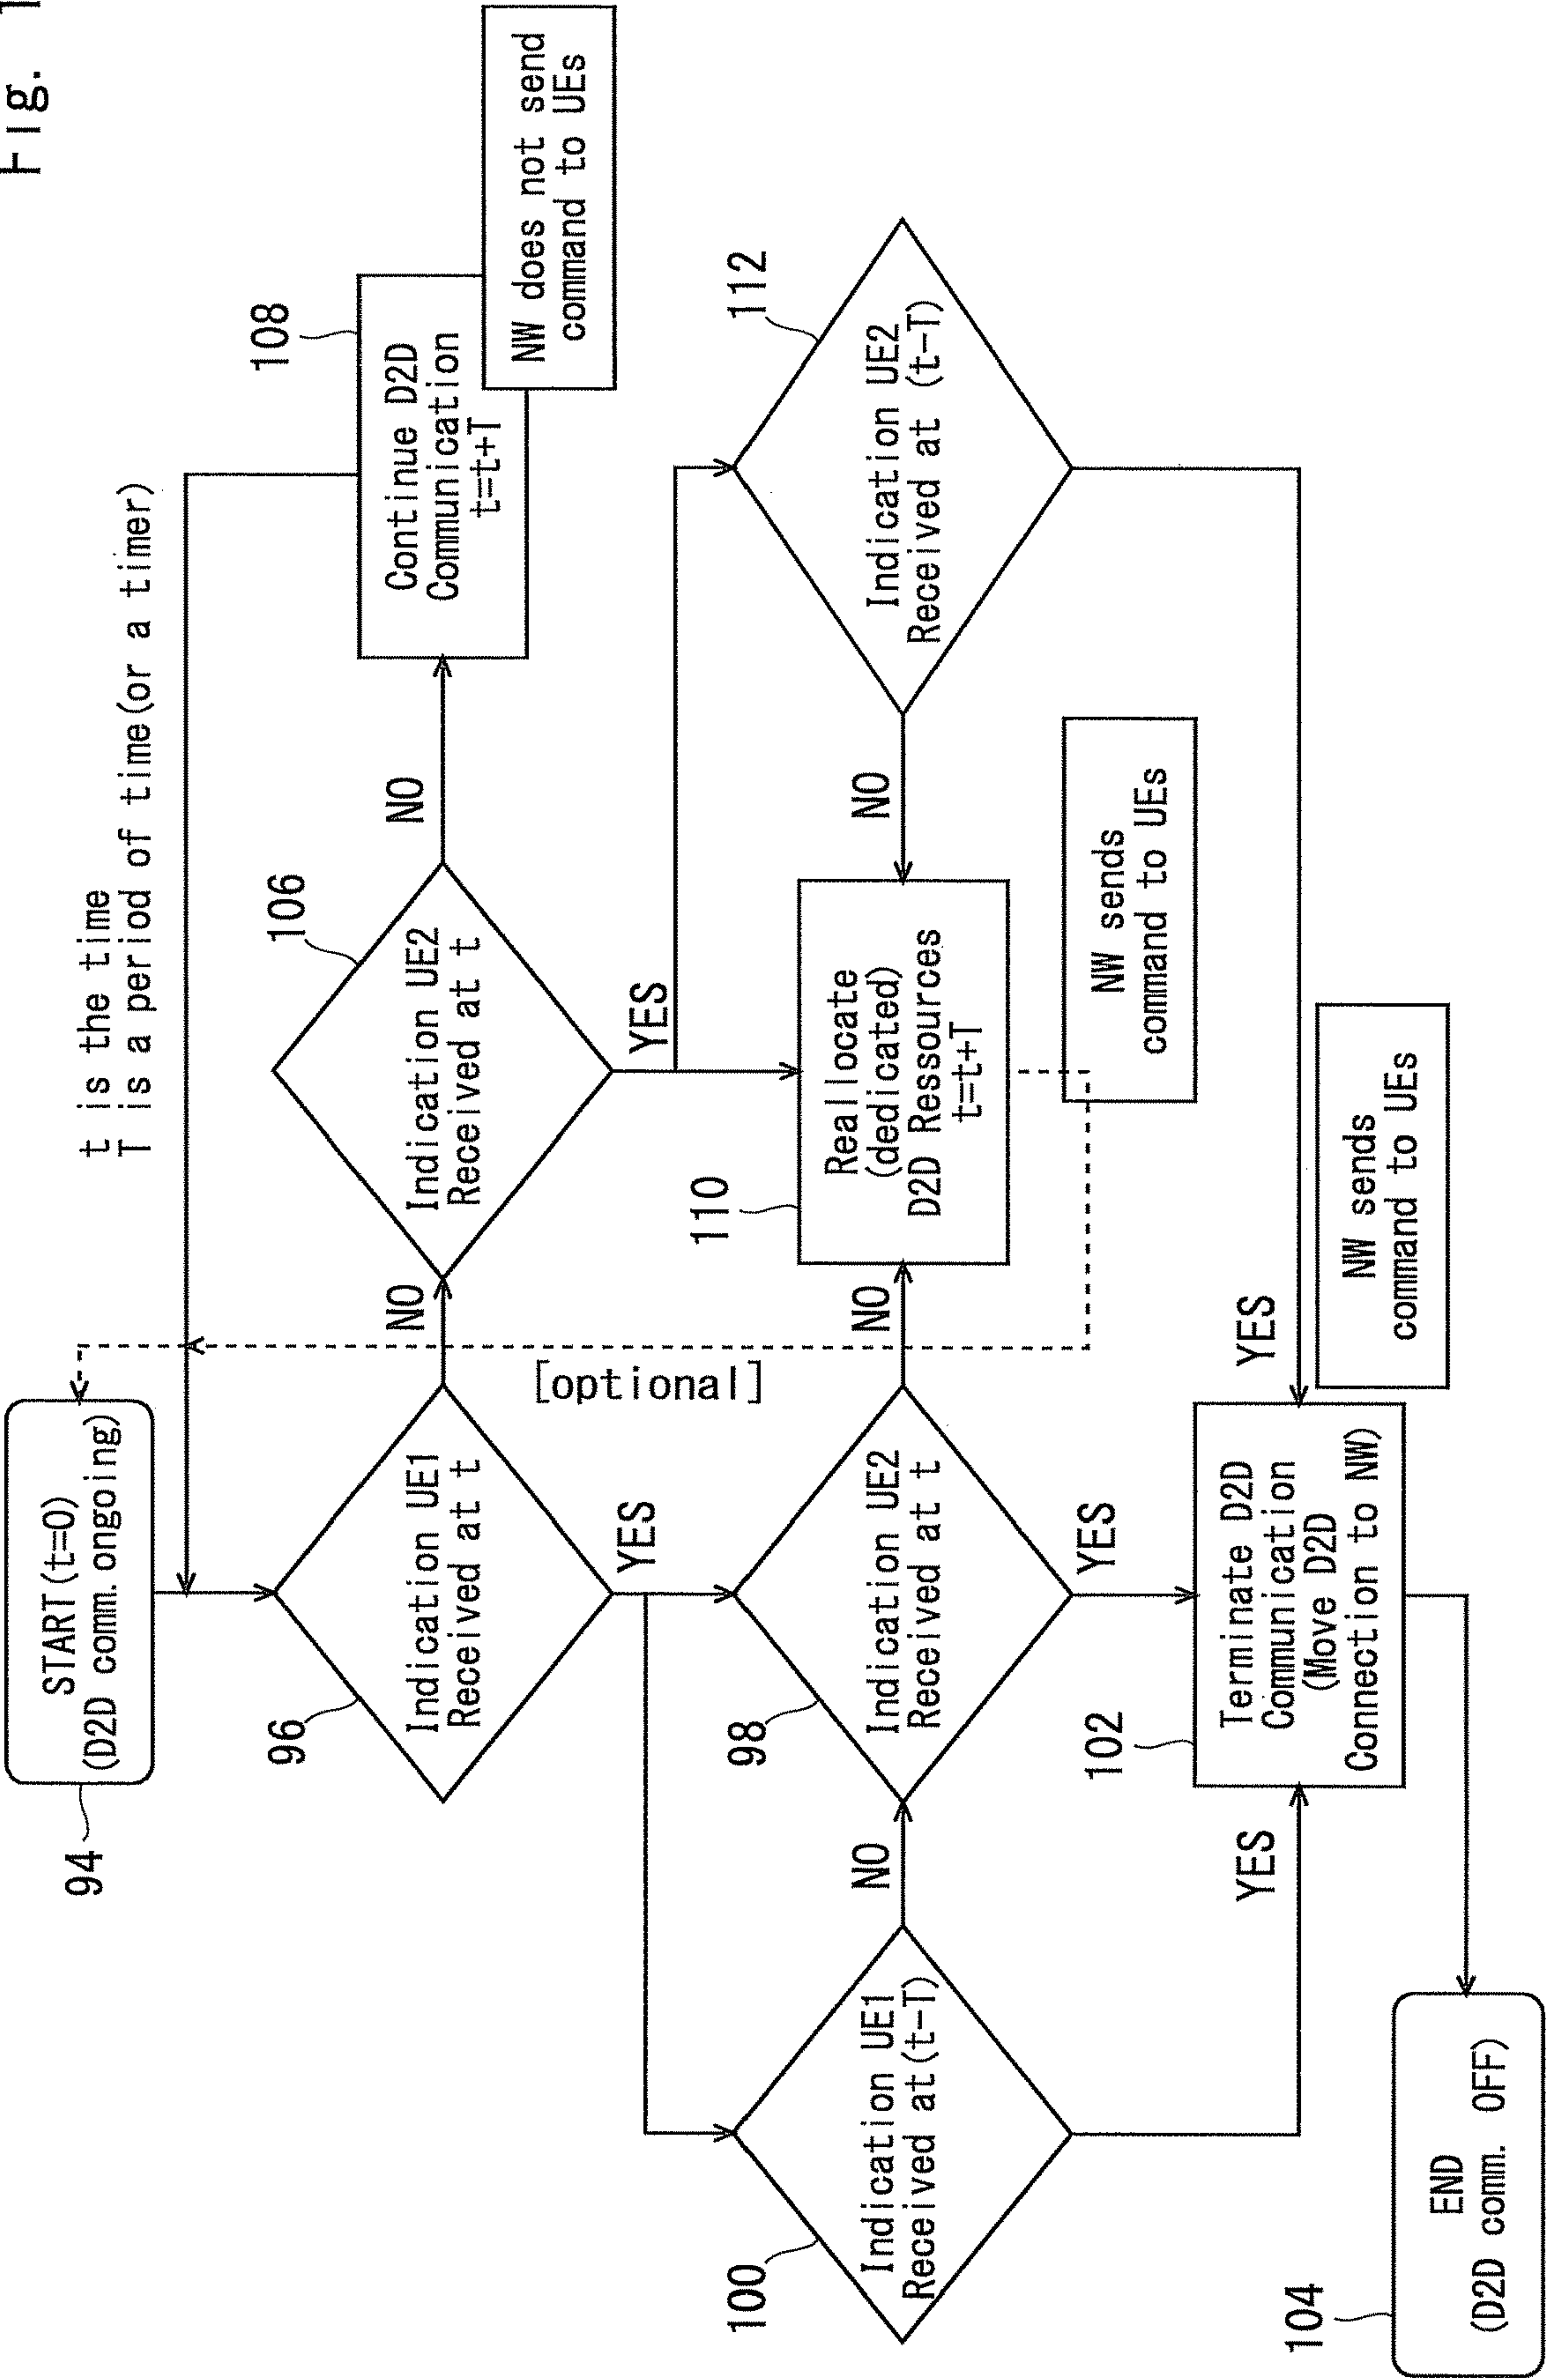 Fig. 1
t is the time
T is a period of time(or a timer)
94
START(t=0)
(D2D comm.ongoing)
96
Indication UE1
Received at t
NO
106
Indication UE2
Received at t
NO
108
Continue D2D
Communication
t=t+T
NW does not send
command to UEs
YES
YES
[optional]
100
Indication UE1
Received at(t-T)
NO
98
Indication UE2
Received at t
NO
110
Reallocate
(dedicated)
D2D Ressources
t=t+T
NO
112
Indication UE2
Received at (t-T)
NW sends
command to UEs
YES
YES
YES
102
Terminate D2D
Communication
(Move D2D
Connection to NW)
NW sends
command to UEs
104
END
(D2D comm. OFF)